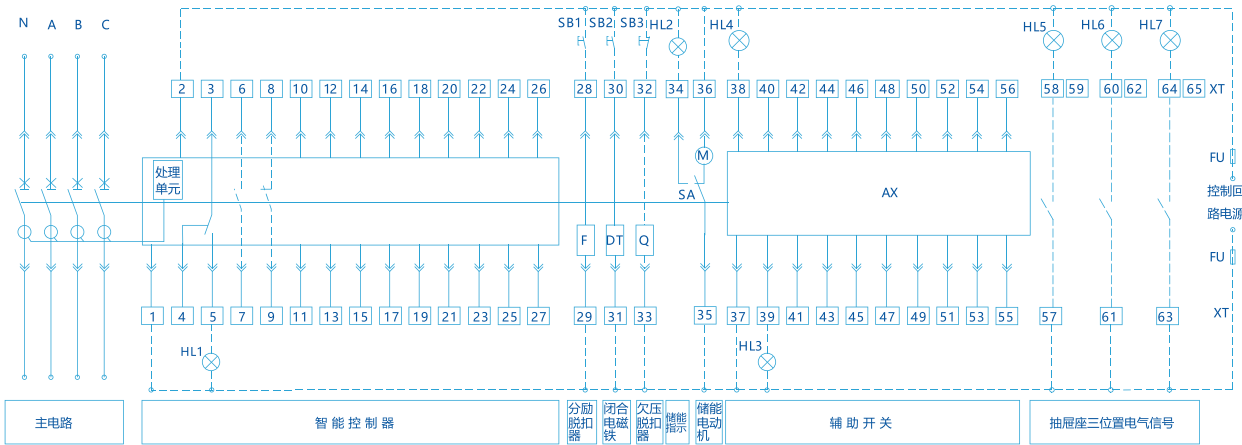 N A B C
SB1 SB2 SB3 HL2 HL4 HL5 HL6 HL7
2 3 6 8 10 12 14 16 18 20 22 24 26 28 30 32 34 36 38 40 42 44 46 48 50 52 54 56 58 59 60 62 64 65 XT
处理
单元
M
FU
SA
AX
控制回
路电源
F DT Q
FU
1 4 5 7 9 11 13 15 17 19 21 23 25 27 29 31 33 35 37 39 41 43 45 47 49 51 53 55 57 61 63 XT
HL1 HL3
主电路
智能控制器
分励
脱扣
器
闭合
电磁
铁
欠压
脱扣
器
储能
指示
储能
电动
机
辅助开关
抽屉座三位置电气信号